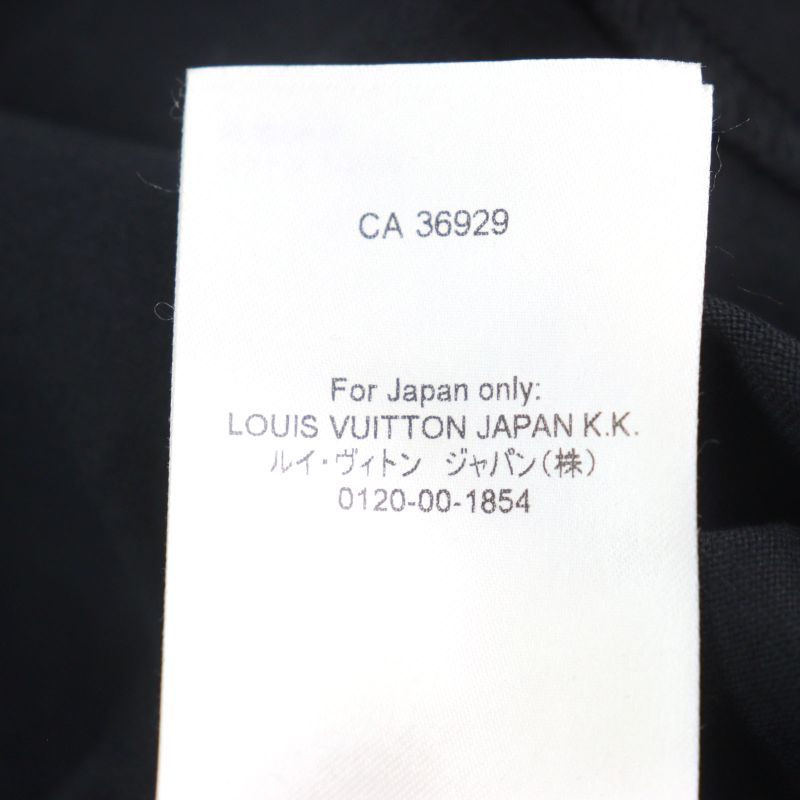 CA 36929
For Japan only:
LOUIS VUITTON JAPAN K.K.
ルイ・ヴィトン ジャパン(株)
0120-00-1854